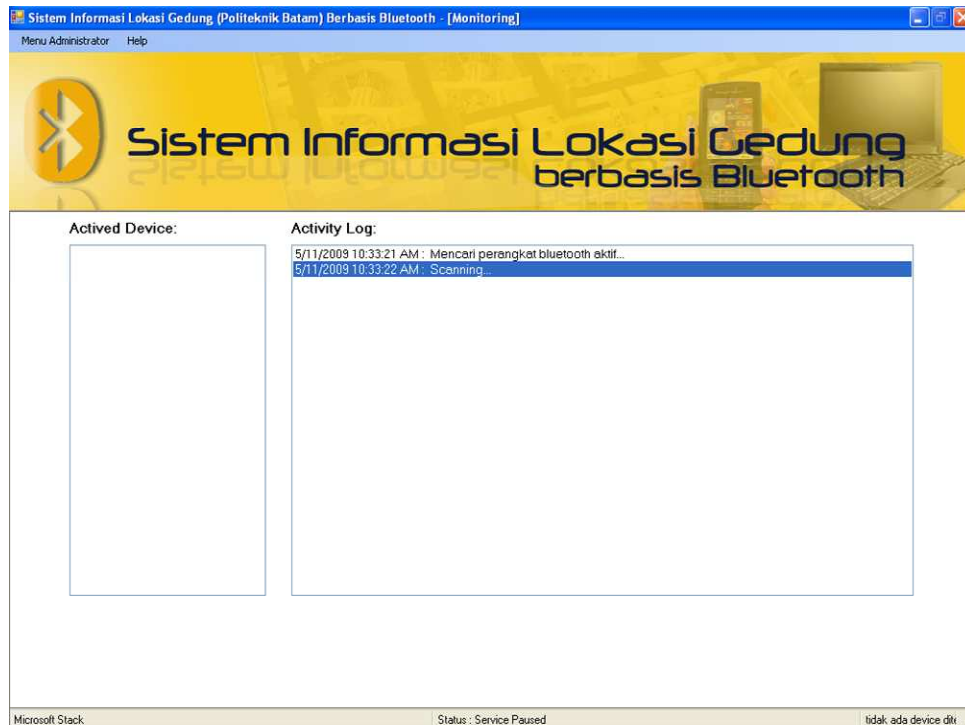 Sistem Informasi Lokasi Gedung (Politeknik Batam) Berbasis Bluetooth - [Monitoring]
Menu Administrator Help
Sistem Informasi Lokasi Gedung
berbasis Bluetooth
Actived Device:
Activity Log:
5/11/2009 10:33:21 AM : Mencari perangkat bluetooth aktif...
5/11/2009 10:33:22 AM : Scanning...
Microsoft Stack
Status : Service Paused
tidak ada device dite